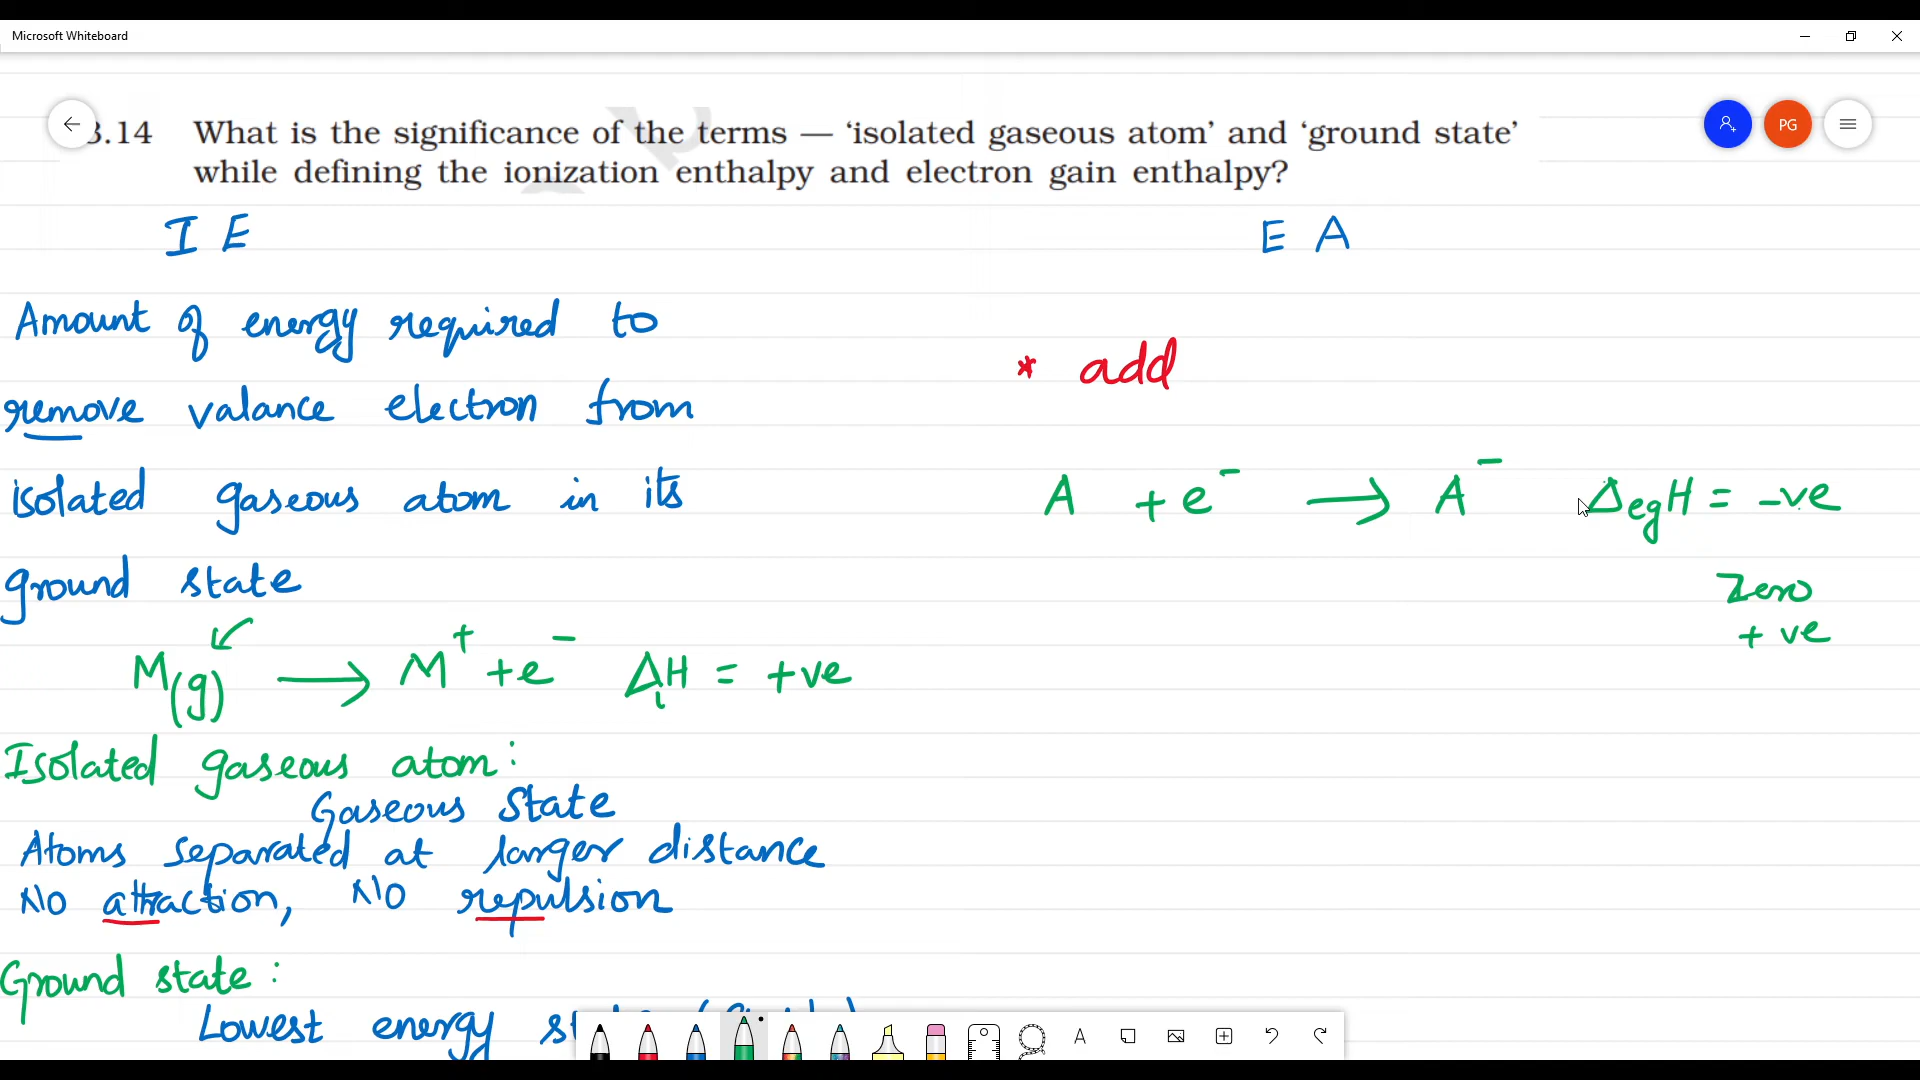 Microsoft Whiteboard
3.14 What is the significance of the terms — ‘isolated gaseous atom’ and ‘ground state’
while defining the ionization enthalpy and electron gain enthalpy?
PG
I E
E A
Amount of energy required to
remove valance electron from
isolated gaseous atom in its
ground state
M(g) → M⁺ + e⁻ ΔᵢH = +ve
* add
A + e⁻ → A⁻ ΔegH = -ve
Zero
+ ve
Isolated gaseous atom:
Gaseous State
Atoms separated at larger distance
No attraction, No repulsion
Ground state:
Lowest energy
A